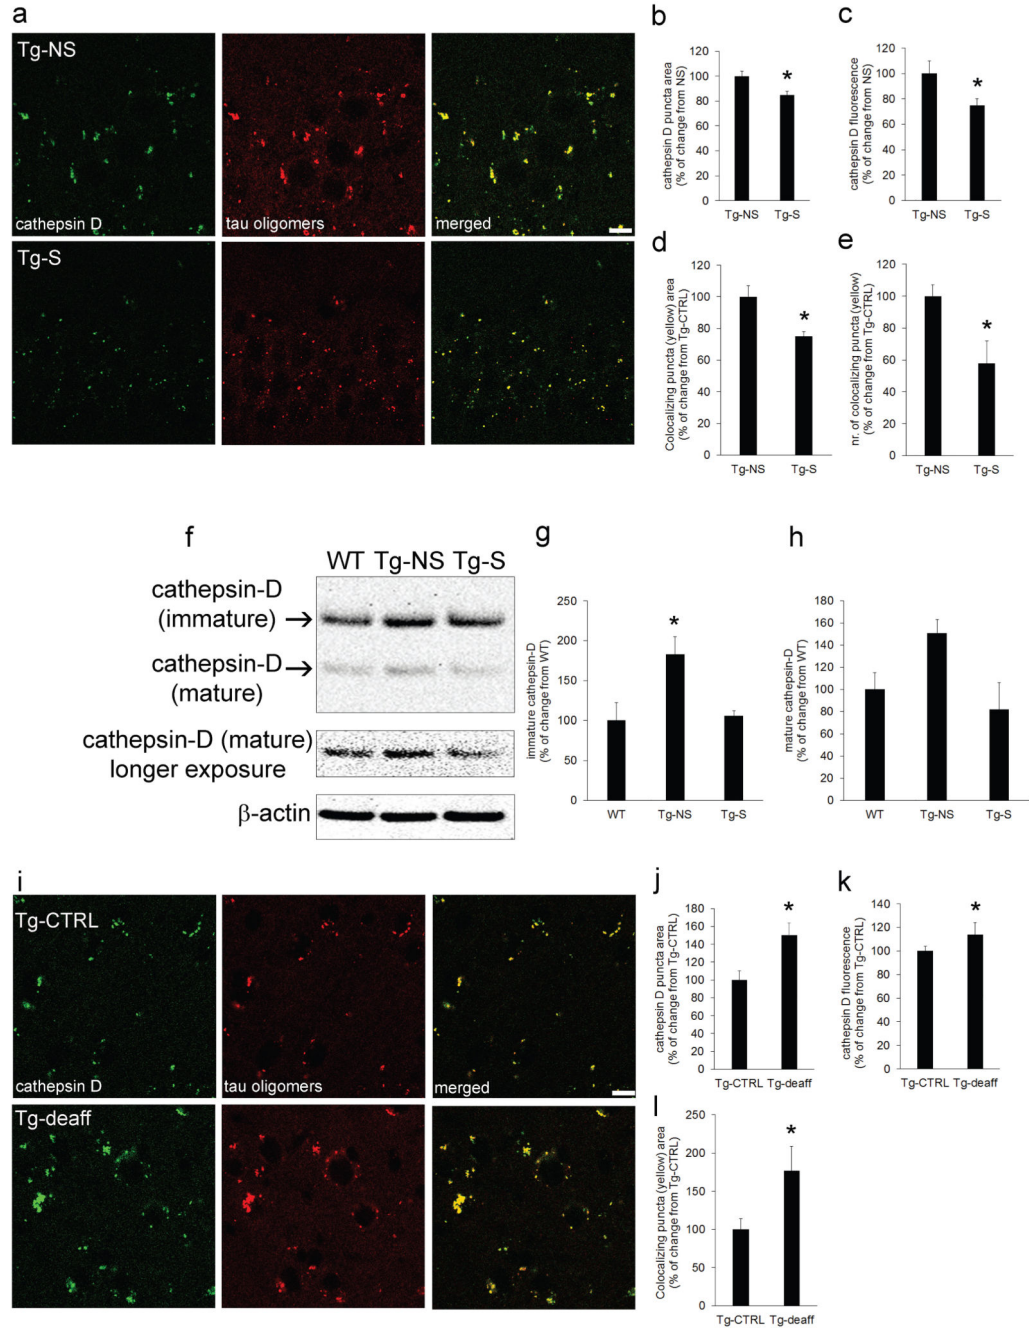 a
Tg-NS
cathepsin D
tau oligomers
merged
Tg-S
b
cathepsin D puncta area
(% of change from NS)
120
100
80
60
40
20
0
Tg-NS Tg-S
*
c
cathepsin D fluorescence
(% of change from NS)
120
100
80
60
40
20
0
Tg-NS Tg-S
*
d
Colocalizing puncta (yellow) area
(% of change from Tg-CTRL)
120
100
80
60
40
20
0
Tg-NS Tg-S
*
e
nr. of colocalizing puncta (yellow)
(% of change from Tg-CTRL)
120
100
80
60
40
20
0
Tg-NS Tg-S
*
f
WT Tg-NS Tg-S
cathepsin-D
(immature) →
cathepsin-D →
(mature)
cathepsin-D (mature)
longer exposure
β-actin
g
immature cathepsin-D
(% of change from WT)
250
200
150
100
50
0
WT Tg-NS Tg-S
*
h
mature cathepsin-D
(% of change from WT)
180
160
140
120
100
80
60
40
20
0
WT Tg-NS Tg-S
i
Tg-CTRL
cathepsin D
tau oligomers
merged
Tg-deaff
j
cathepsin D puncta area
(% of change from Tg-CTRL)
180
160
140
120
100
80
60
40
20
0
Tg-CTRL Tg-deaff
*
k
cathepsin D fluorescence
(% of change from Tg-CTRL)
140
120
100
80
60
40
20
0
Tg-CTRL Tg-deaff
*
l
Colocalizing puncta (yellow) area
(% of change from Tg-CTRL)
250
200
150
100
50
0
Tg-CTRL Tg-deaff
*